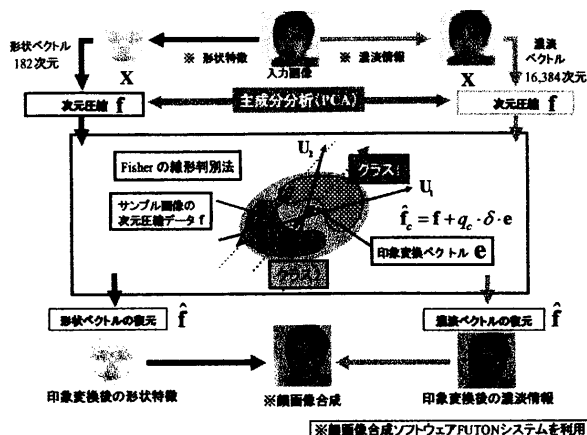 形状ベクトル
182次元
※ 形状特徴
※ 濃淡情報
濃淡
ベクトル
16,384次元
X
入力画像
X
次元圧縮 f
主成分分析(PCA)
次元圧縮 f
Fisher の線形判別法
U₂
クラス
U₁
サンプル画像の
次元圧縮データ f
f̂c = f + qc · δ · e
印象変換ベクトル e
クラス
形状ベクトルの復元 f̂
濃淡ベクトルの復元 f̂
印象変換後の形状特徴
※顔画像合成
印象変換後の濃淡情報
※顔画像合成ソフトウェアFUTONシステムを利用